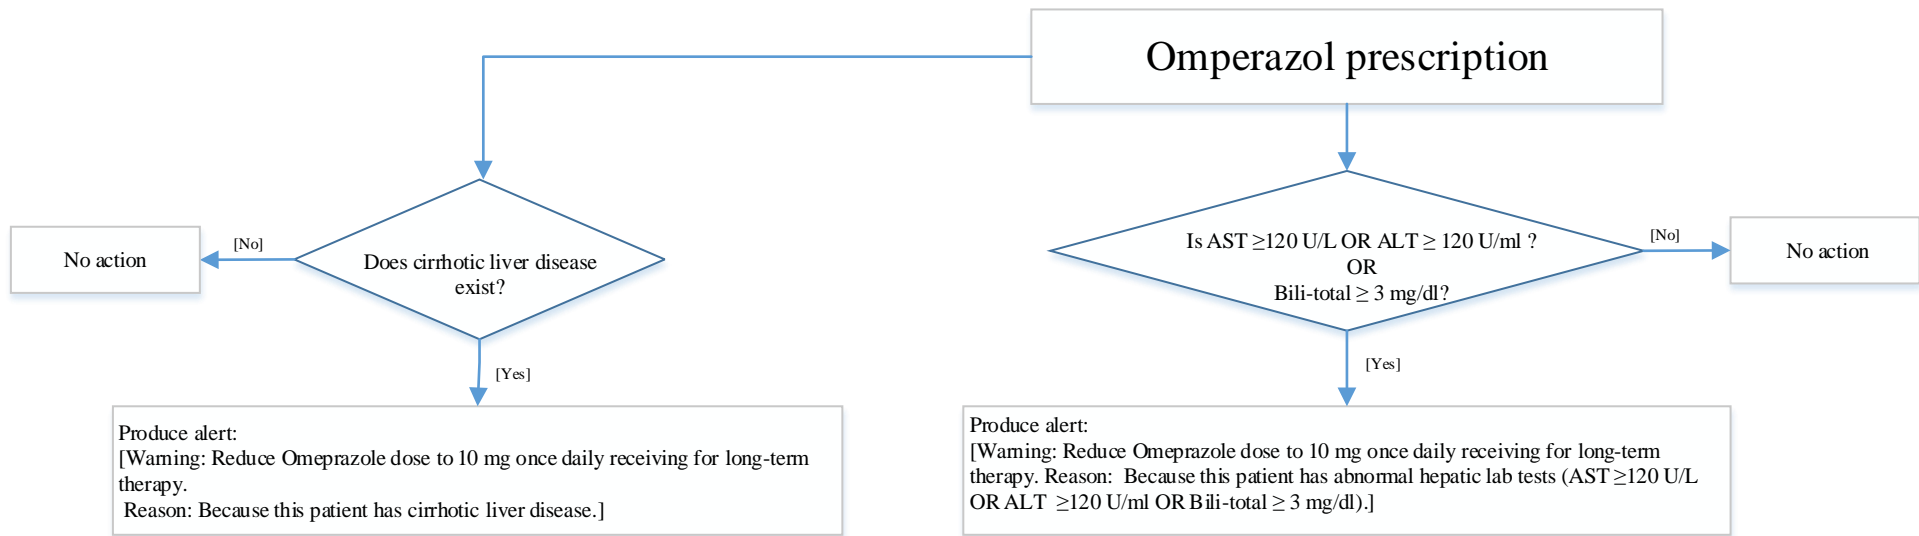 Omperazol prescription
No action
[No]
Does cirrhotic liver disease
exist?
[Yes]
Is AST ≥120 U/L OR ALT ≥ 120 U/ml ?
OR
Bili-total ≥ 3 mg/dl?
[No]
No action
[Yes]
Produce alert:
[Warning: Reduce Omeprazole dose to 10 mg once daily receiving for long-term
therapy.
Reason: Because this patient has cirrhotic liver disease.]
Produce alert:
[Warning: Reduce Omeprazole dose to 10 mg once daily receiving for long-term
therapy. Reason: Because this patient has abnormal hepatic lab tests (AST ≥120 U/L
OR ALT ≥120 U/ml OR Bili-total ≥ 3 mg/dl).]